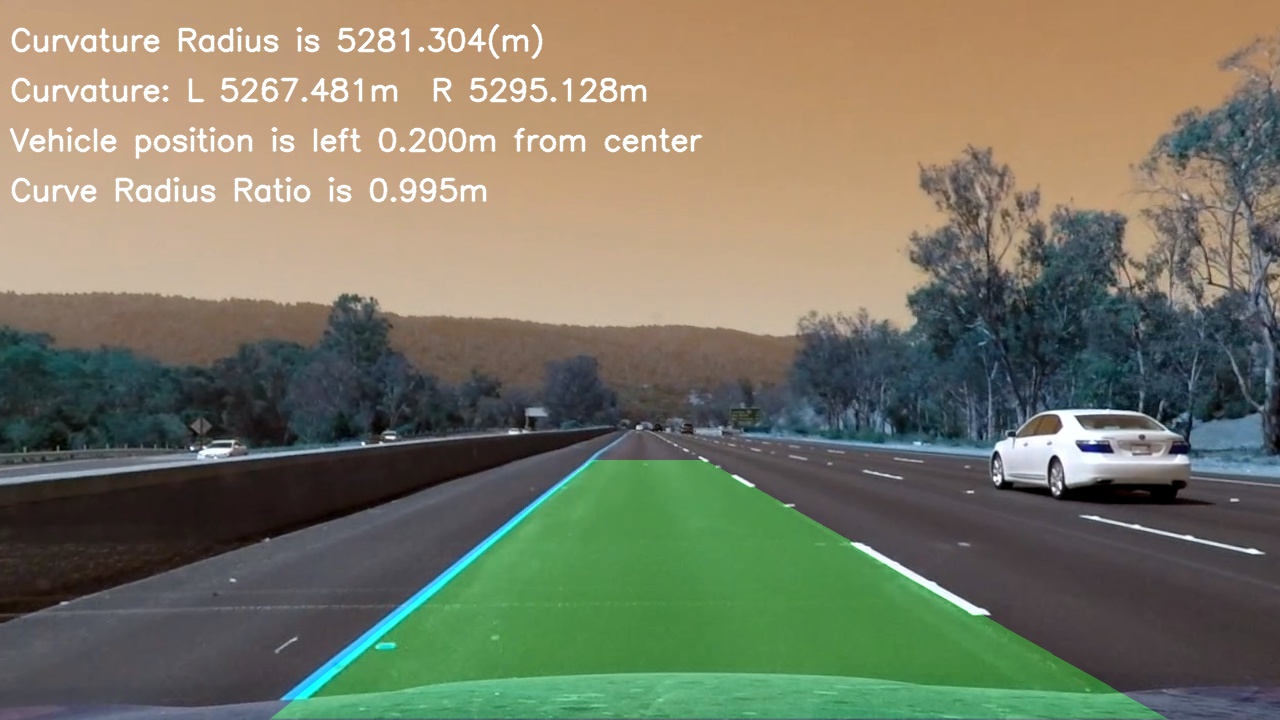 Curvature Radius is 5281.304(m)
Curvature: L 5267.481m R 5295.128m
Vehicle position is left 0.200m from center
Curve Radius Ratio is 0.995m